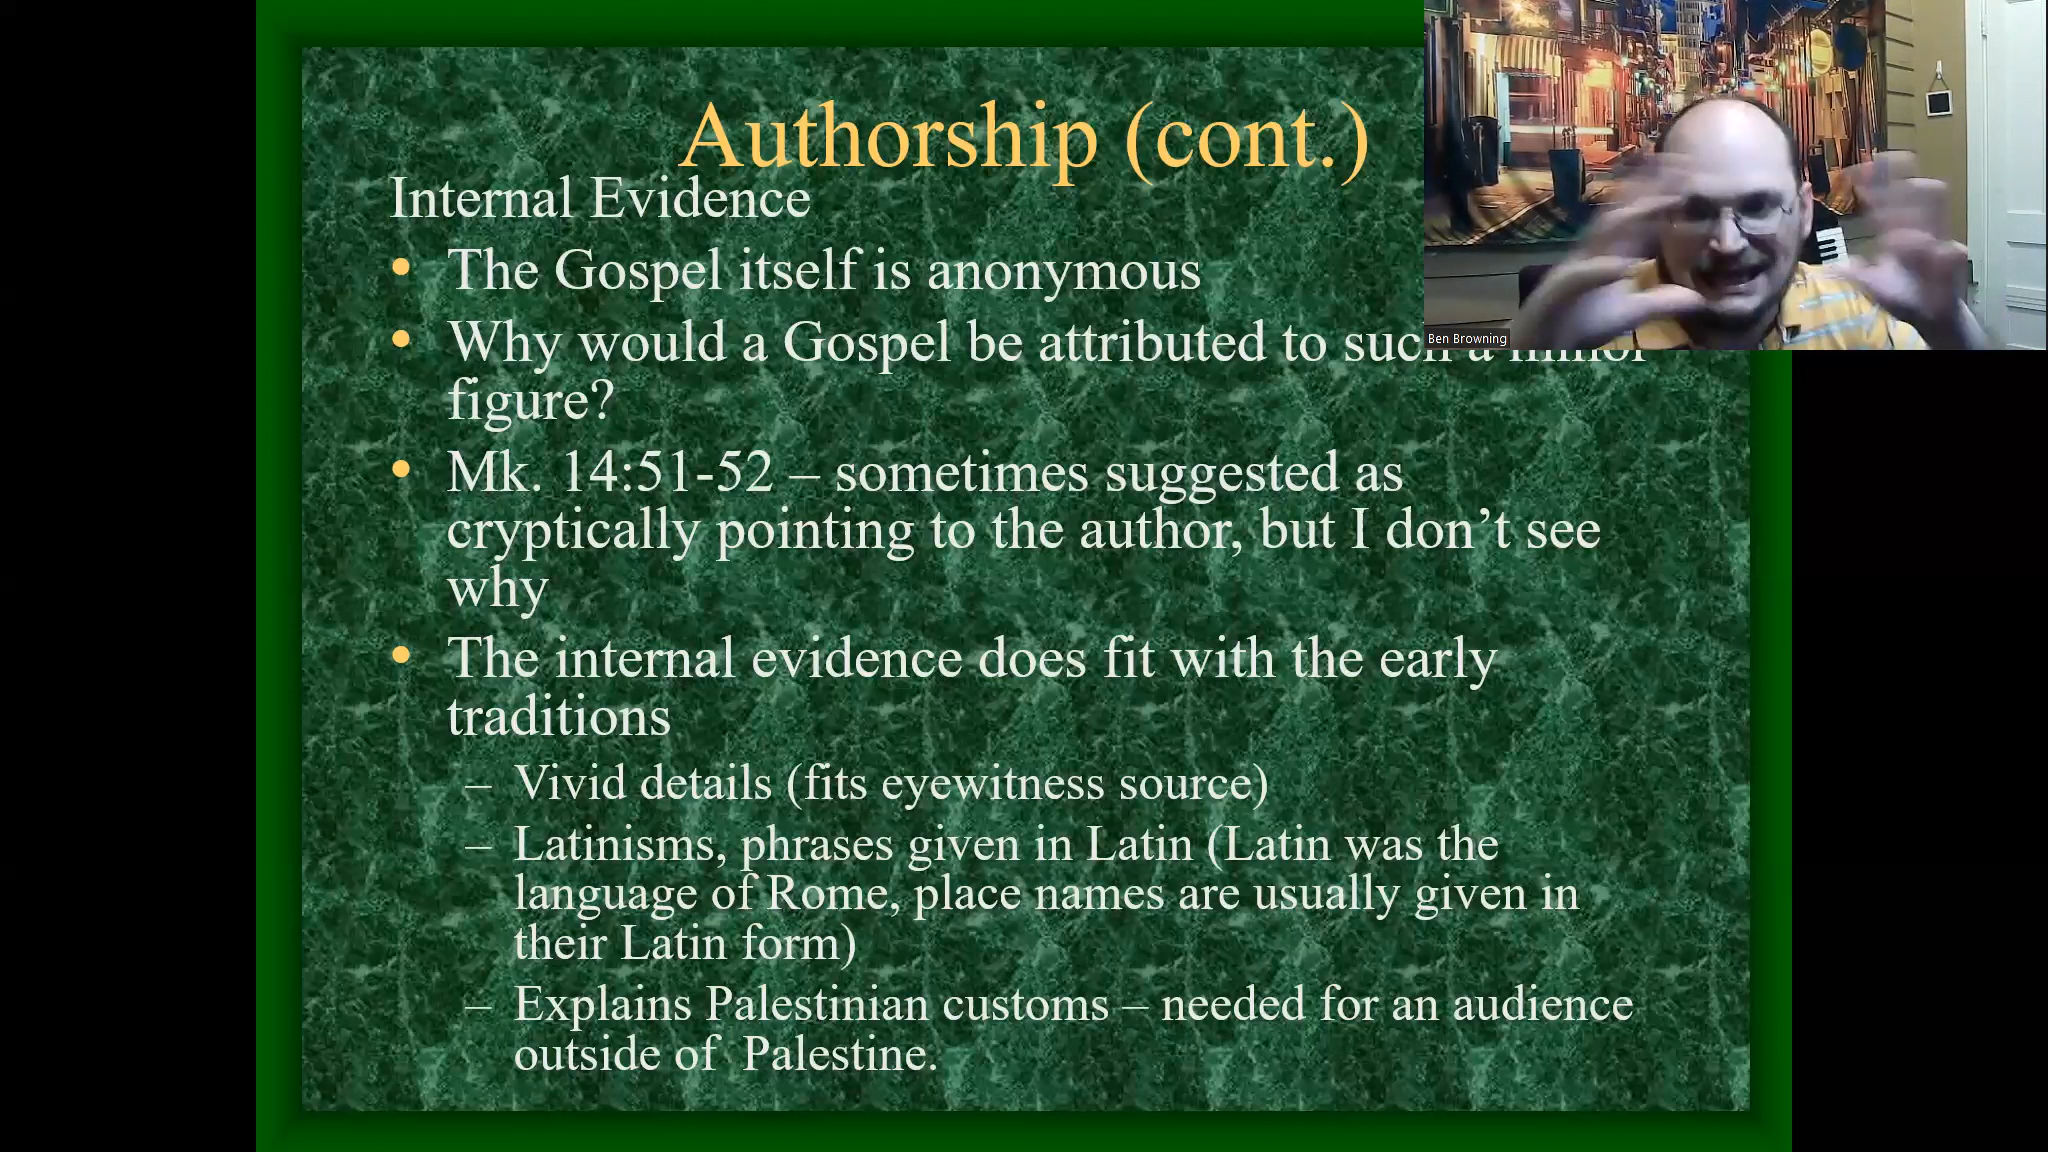 Authorship (cont.)
Internal Evidence
• The Gospel itself is anonymous
• Why would a Gospel be attributed to such a minor
figure?
• Mk. 14:51-52 – sometimes suggested as
cryptically pointing to the author, but I don’t see
why
• The internal evidence does fit with the early
traditions
– Vivid details (fits eyewitness source)
– Latinisms, phrases given in Latin (Latin was the
language of Rome, place names are usually given in
their Latin form)
– Explains Palestinian customs – needed for an audience
outside of Palestine.
Ben Browning